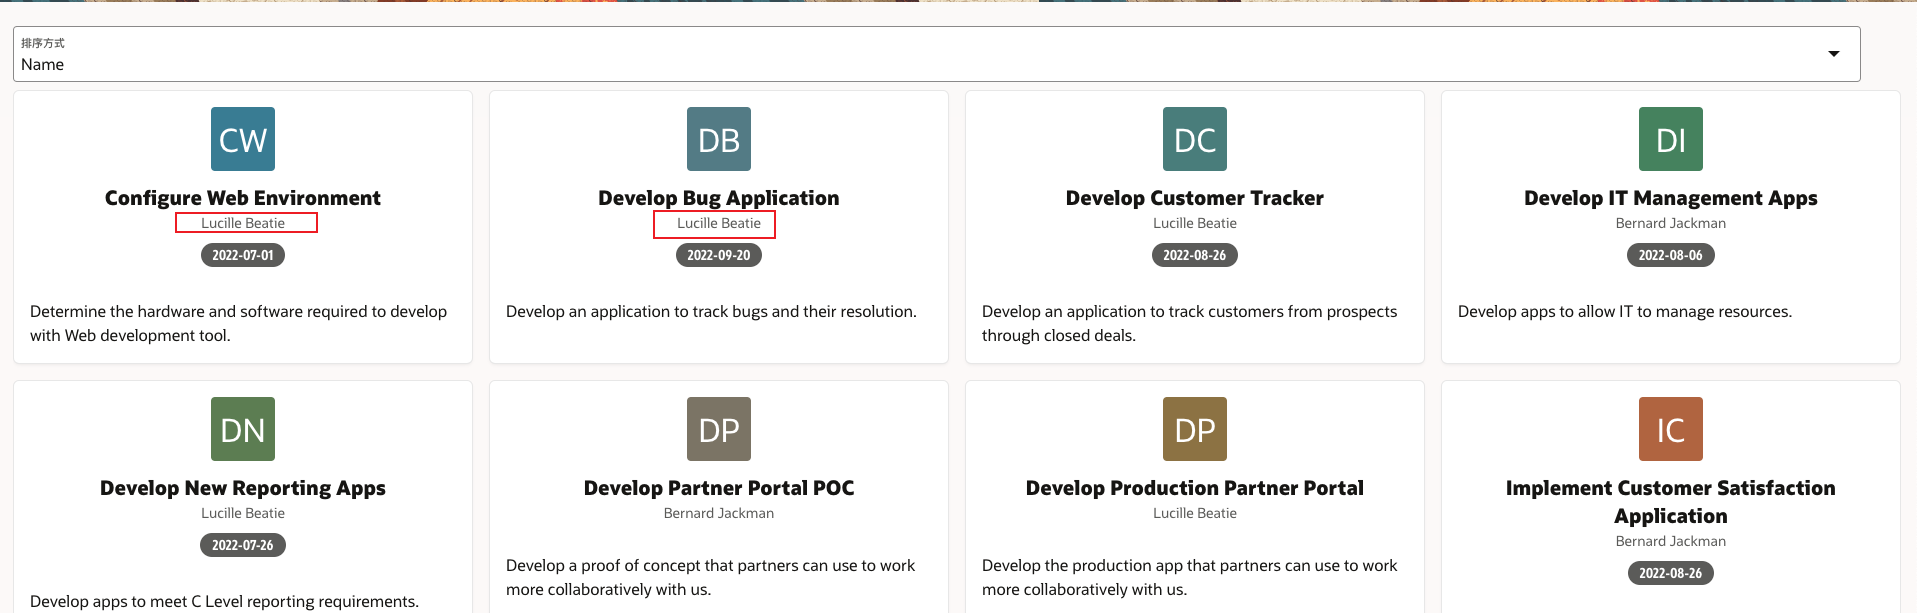 排序方式
Name
CW
Configure Web Environment
Lucille Beatie
2022-07-01
Determine the hardware and software required to develop
with Web development tool.
DB
Develop Bug Application
Lucille Beatie
2022-09-20
Develop an application to track bugs and their resolution.
DC
Develop Customer Tracker
Lucille Beatie
2022-08-26
Develop an application to track customers from prospects
through closed deals.
DI
Develop IT Management Apps
Bernard Jackman
2022-08-06
Develop apps to allow IT to manage resources.
DN
Develop New Reporting Apps
Lucille Beatie
2022-07-26
Develop apps to meet C Level reporting requirements.
DP
Develop Partner Portal POC
Bernard Jackman
Develop a proof of concept that partners can use to work
more collaboratively with us.
DP
Develop Production Partner Portal
Lucille Beatie
Develop the production app that partners can use to work
more collaboratively with us.
IC
Implement Customer Satisfaction
Application
Bernard Jackman
2022-08-26